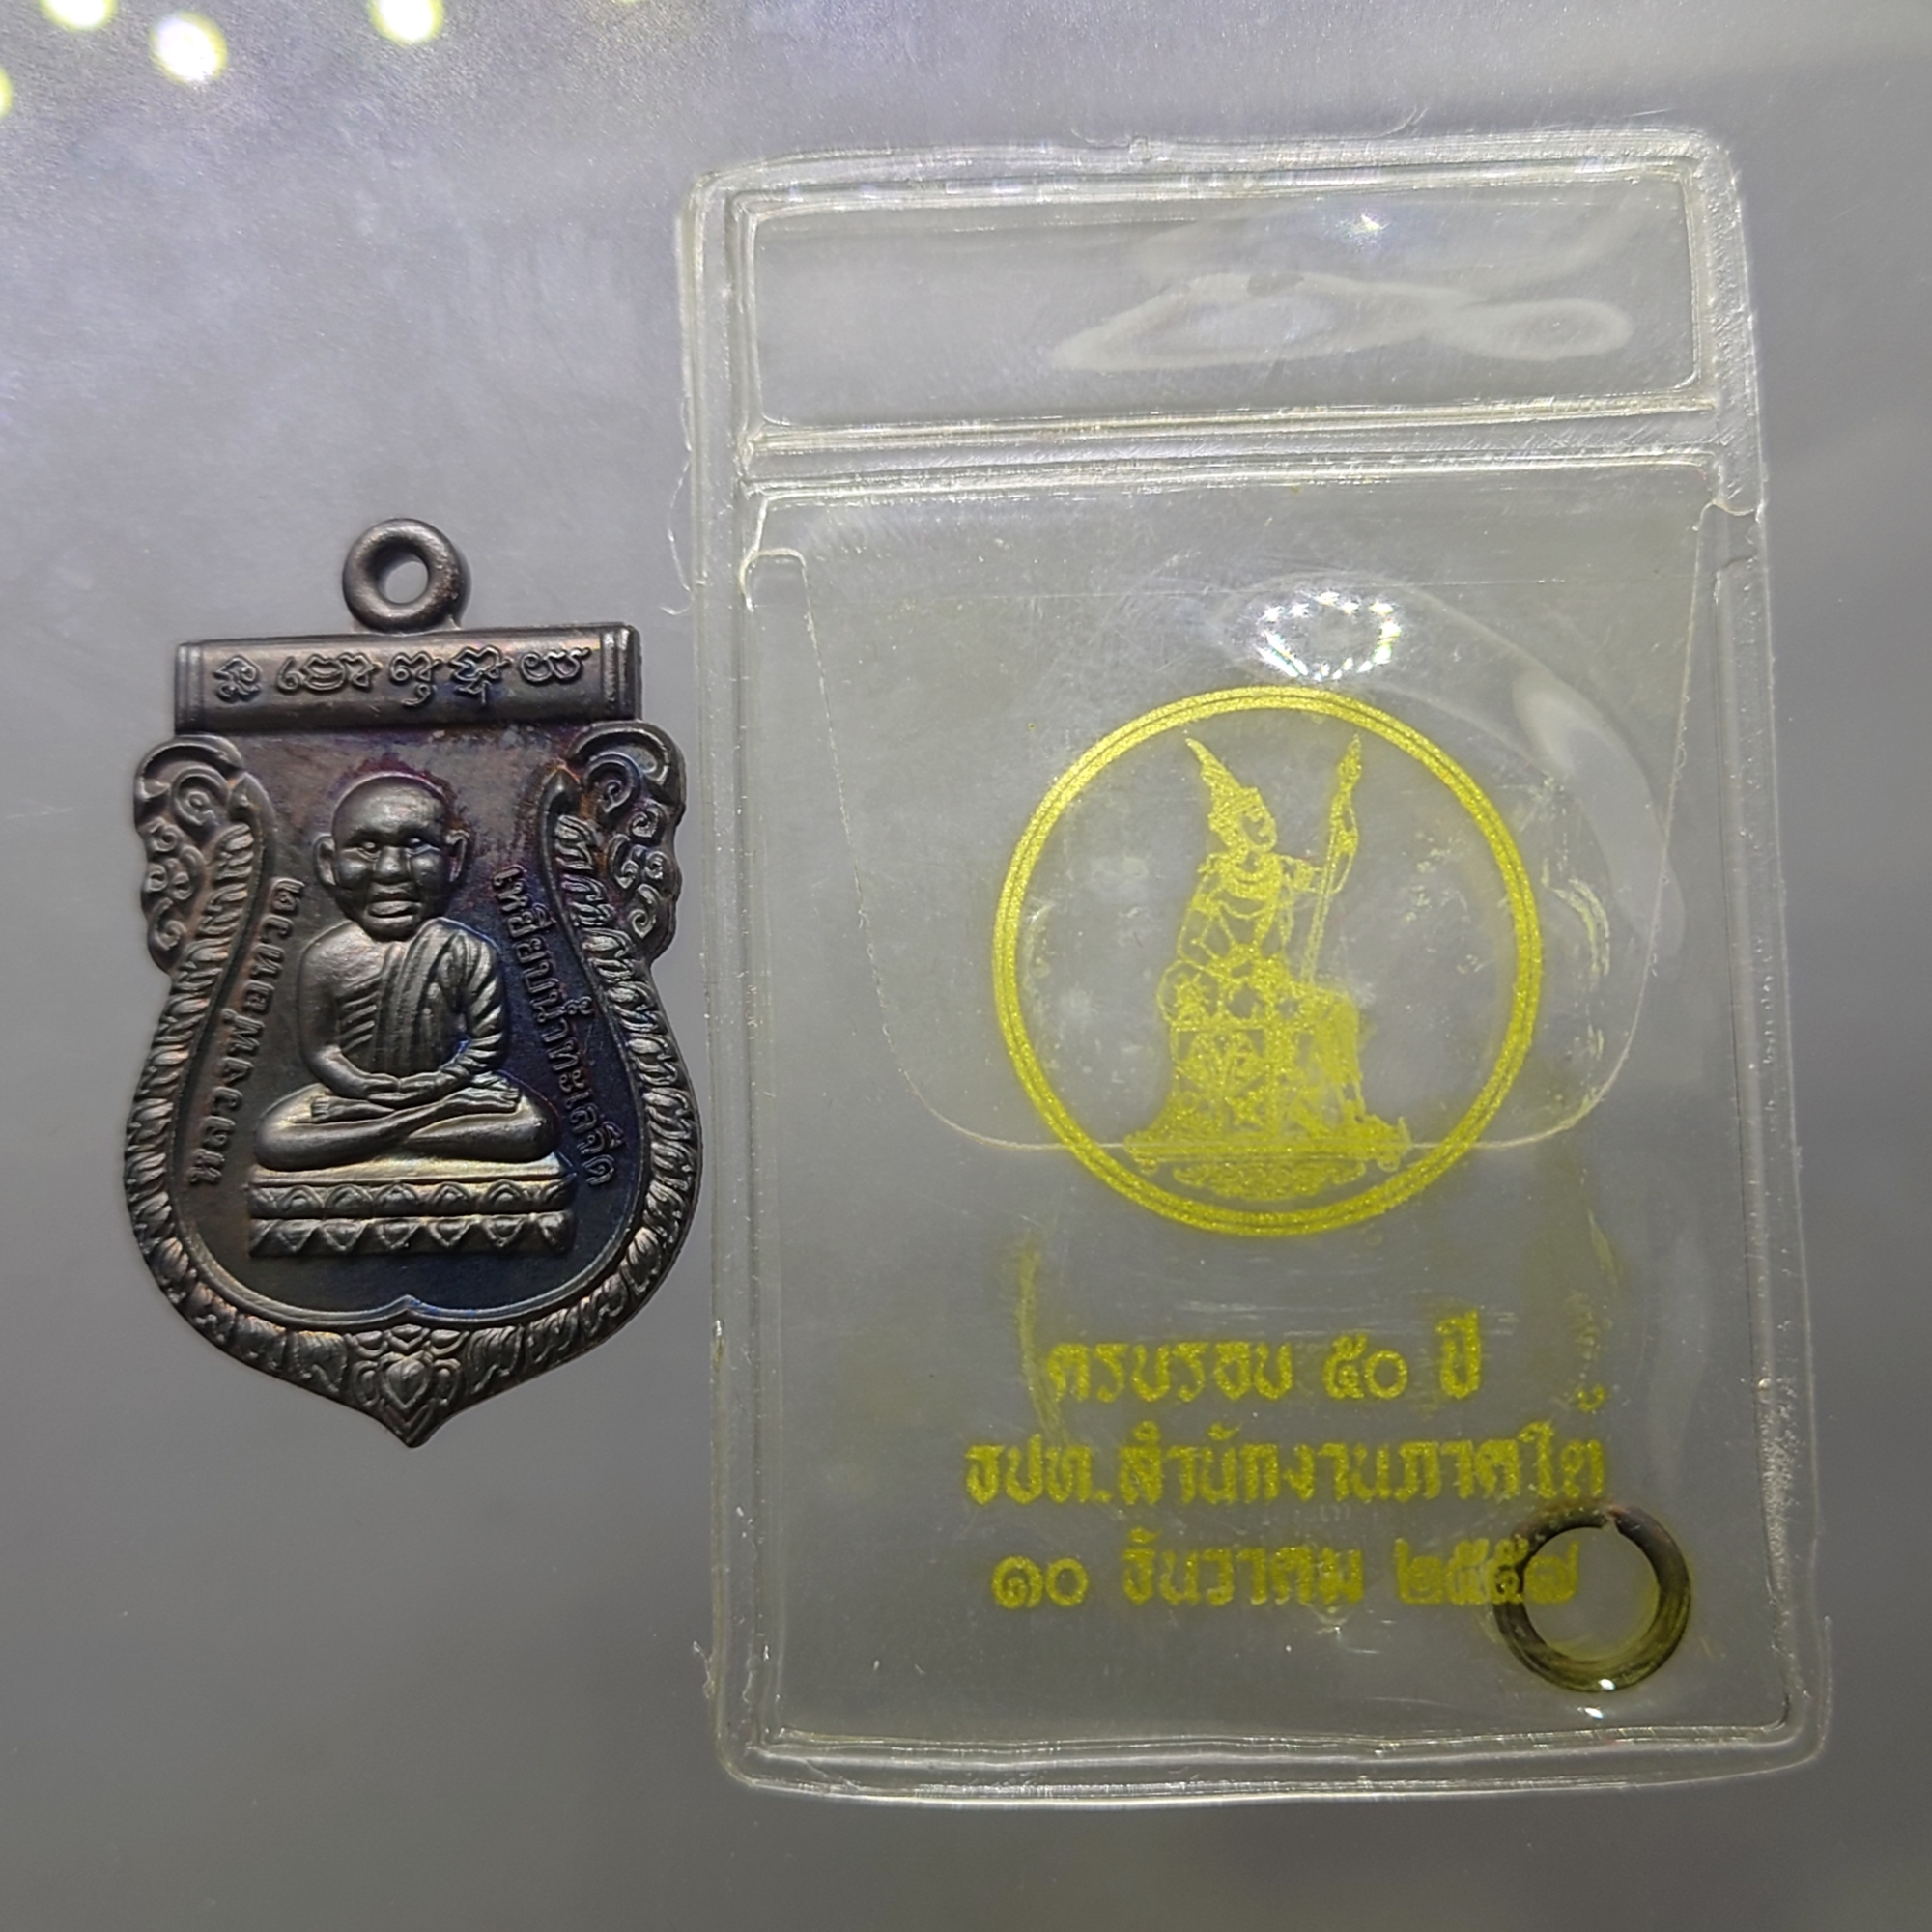 หลวงพ่อทวด
เหยียบน้ำทะเลจืด
ครบรอบ ๕๐ ปี
ธปท.สำนักงานภาคใต้
๑๐ ธันวาคม ๒๕๕๗